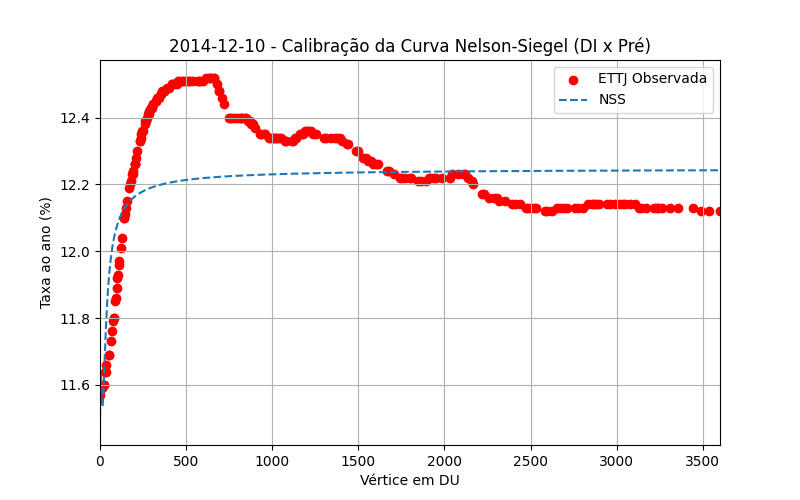 2014-12-10 - Calibração da Curva Nelson-Siegel (DI x Pré)
ETTJ Observada
NSS
12.4
12.2
12.0
11.8
11.6
Taxa ao ano (%)
0 500 1000 1500 2000 2500 3000 3500
Vértice em DU